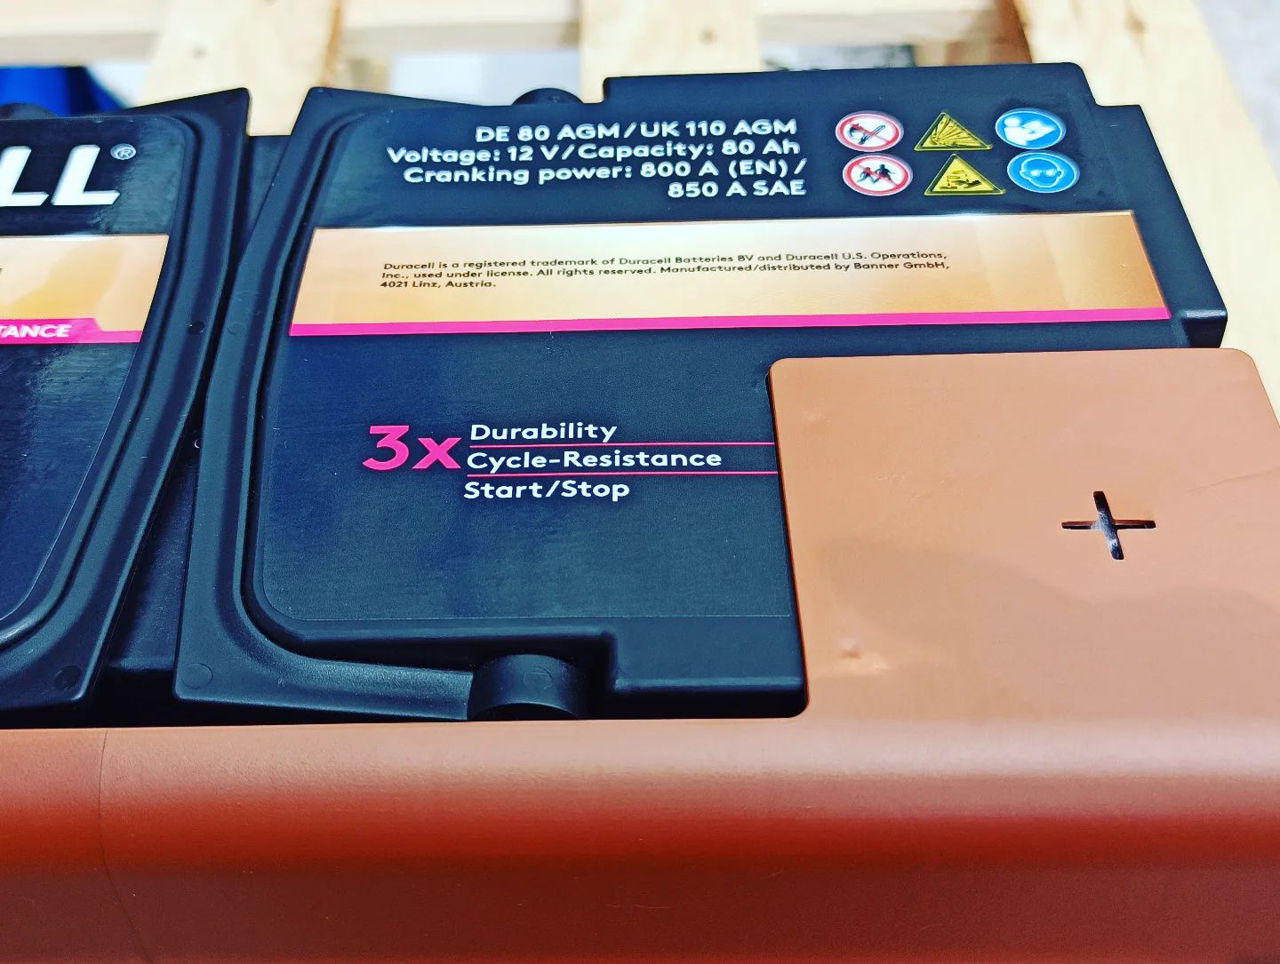 LL®
TANCE
DE 80 AGM/UK 110 AGM
Voltage: 12 V/Capacity: 80 Ah
Cranking power: 800 A (EN)/
850 A SAE
Duracell is a registered trademark of Duracell Batteries BV and Duracell U.S. Operations,
Inc., used under license. All rights reserved. Manufactured/distributed by Banner GmbH,
4021 Linz, Austria.
3x Durability
Cycle-Resistance
Start/Stop